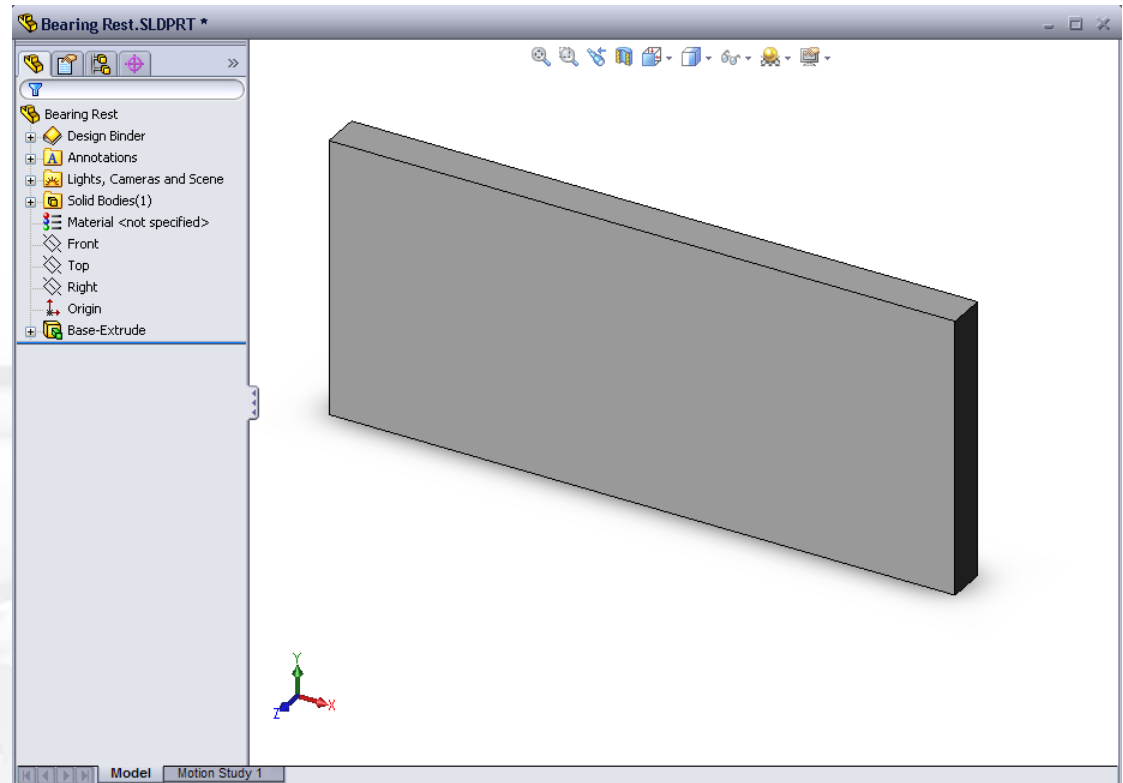 Bearing Rest.SLDPRT *
»
Bearing Rest
Design Binder
A Annotations
Lights, Cameras and Scene
Solid Bodies(1)
Material <not specified>
Front
Top
Right
Origin
Base-Extrude
Y
X
Z
Model Motion Study 1